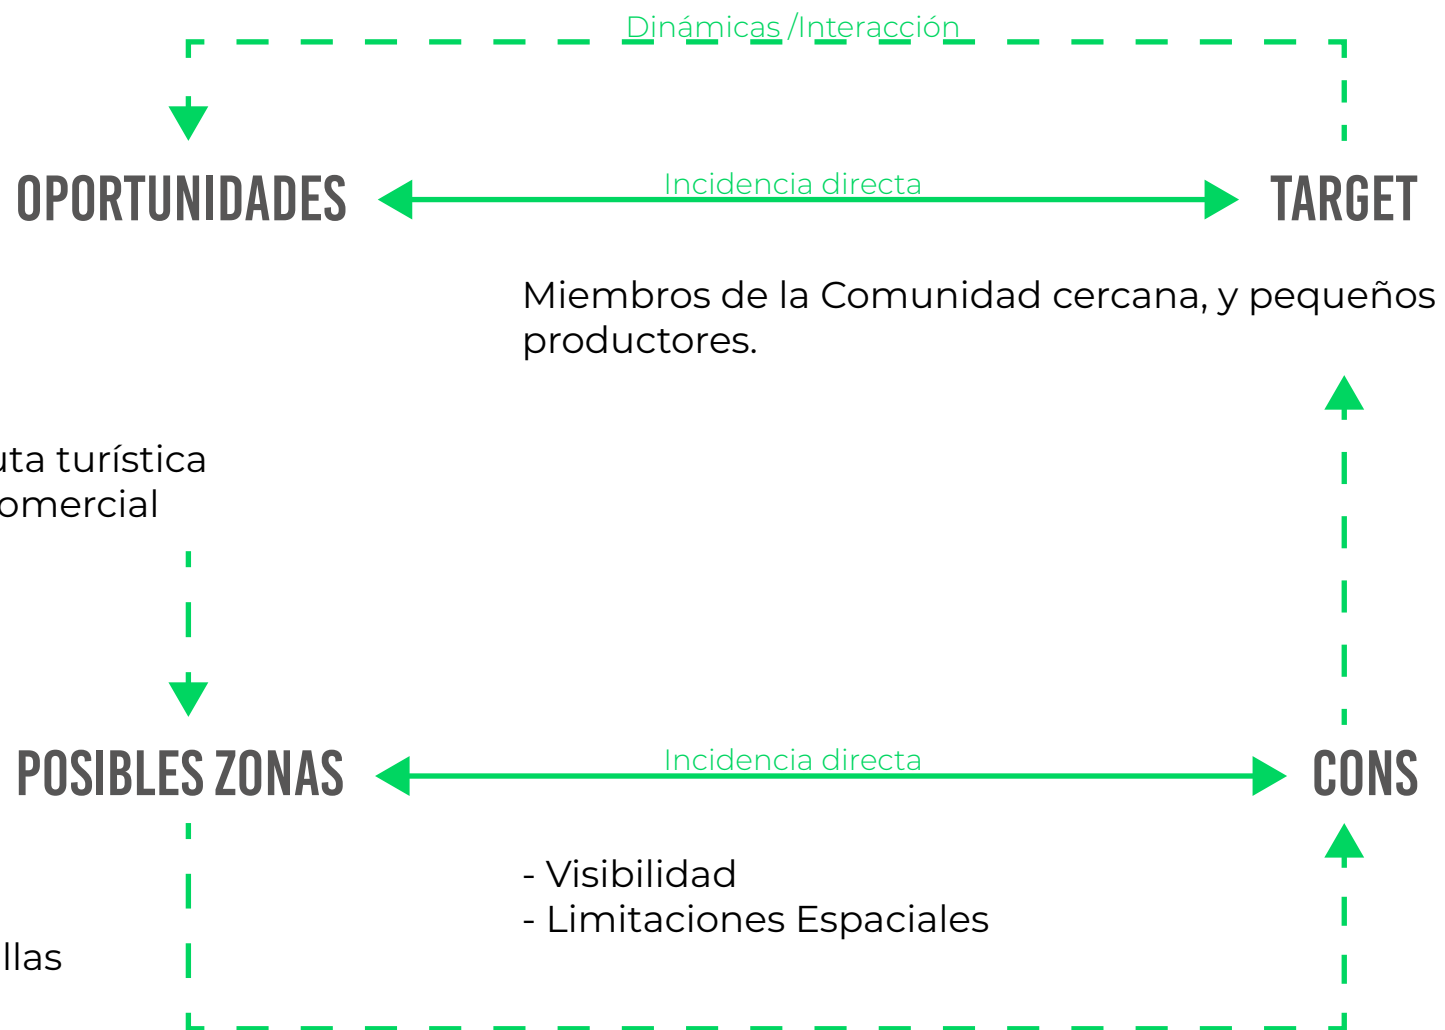 Dinámicas /Interacción
OPORTUNIDADES
Incidencia directa
TARGET
Miembros de la Comunidad cercana, y pequeños
productores.
uta turística
omercial
POSIBLES ZONAS
Incidencia directa
CONS
- Visibilidad
- Limitaciones Espaciales
llas